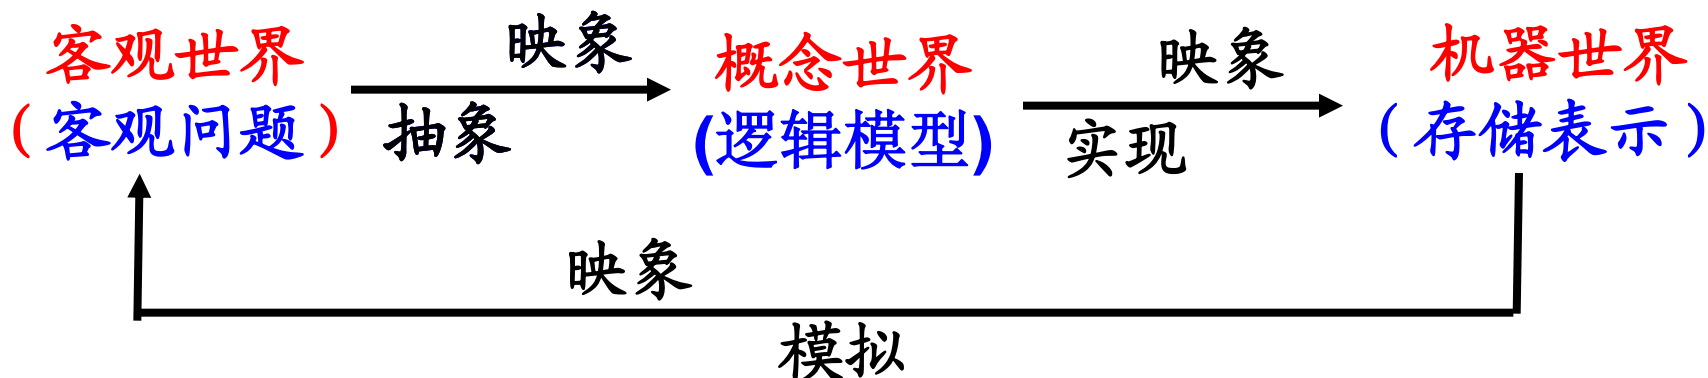 客观世界
（客观问题）
映象
抽象
概念世界
(逻辑模型)
映象
实现
机器世界
（存储表示）
映象
模拟